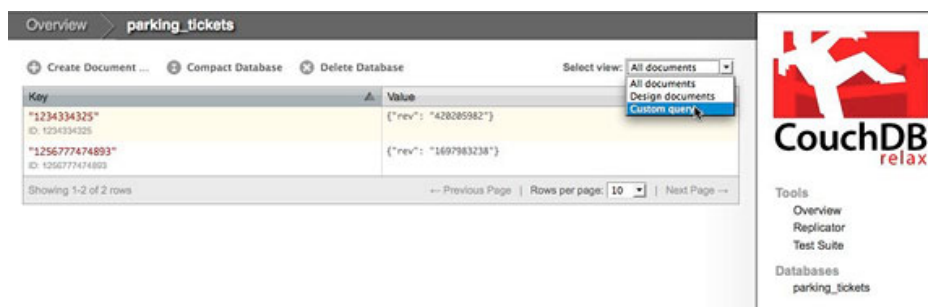 Overview parking_tickets
Create Document ... Compact Database Delete Database Select view: All documents
All documents
Design documents
Custom query
Key Value
"1234334325" {"rev": "420205982"}
ID: 1234334325
"1256777474893" {"rev": "1697983238"}
ID: 1256777474893
Showing 1-2 of 2 rows ← Previous Page | Rows per page: 10 | Next Page →
CouchDB
relax
Tools
Overview
Replicator
Test Suite
Databases
parking_tickets